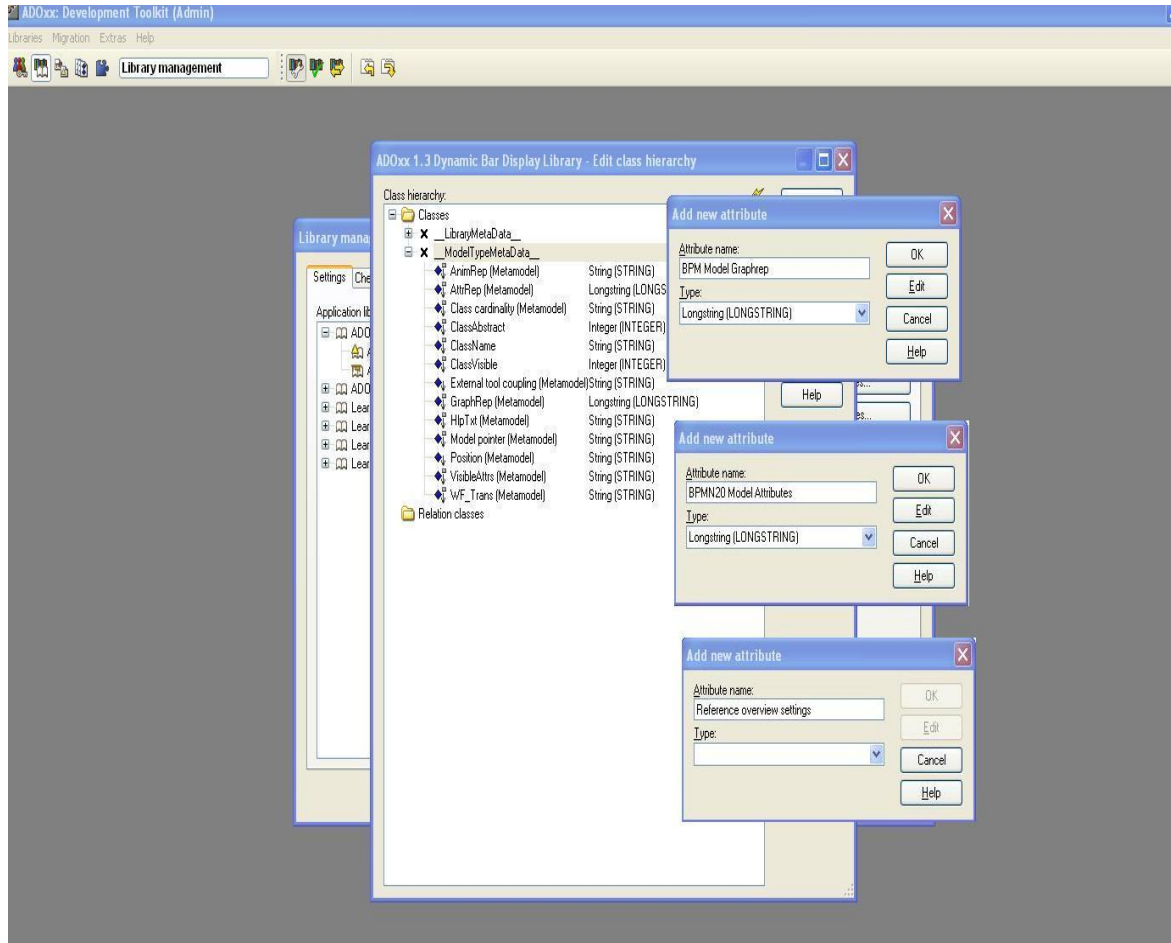 ADOxx: Development Toolkit (Admin)
Libraries Migration Extras Help
Library management
ADOxx 1.3 Dynamic Bar Display Library - Edit class hierarchy
Class hierarchy:
Classes
__LibraryMetaData__
__ModelTypeMetaData__
AnimRep (Metamodel) String (STRING)
AttrRep (Metamodel) Longstring (LONGS
Class cardinality (Metamodel) String (STRING)
ClassAbstract Integer (INTEGER)
ClassName String (STRING)
ClassVisible Integer (INTEGER)
External tool coupling (Metamodel) String (STRING)
GraphRep (Metamodel) Longstring (LONGSTRING)
HlpTxt (Metamodel) String (STRING)
Model pointer (Metamodel) String (STRING)
Position (Metamodel) String (STRING)
VisibleAttrs (Metamodel) String (STRING)
WF_Trans (Metamodel) String (STRING)
Relation classes
Help
Library mana
Settings Che
Application lib
ADO
A
A
ADO
Lear
Lear
Lear
Lear
es...
es...
Add new attribute
Attribute name:
BPM Model Graphrep
Type:
Longstring (LONGSTRING)
OK
Edit
Cancel
Help
Add new attribute
Attribute name:
BPMN20 Model Attributes
Type:
Longstring (LONGSTRING)
OK
Edit
Cancel
Help
Add new attribute
Attribute name:
Reference overview settings
Type:
OK
Edit
Cancel
Help